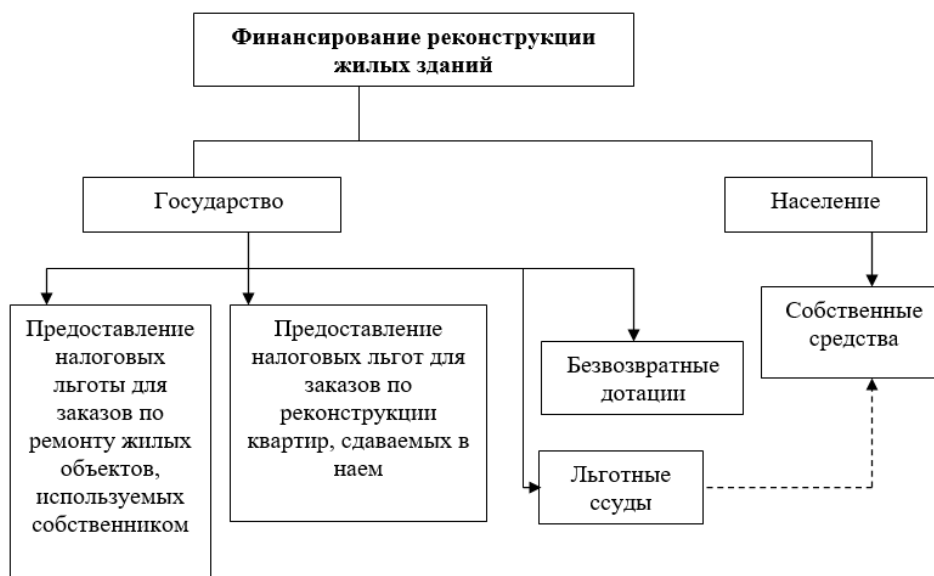 Финансирование реконструкции
жилых зданий
Государство
Население
Предоставление
налоговых
льготы для
заказов по
ремонту жилых
объектов,
используемых
собственником
Предоставление
налоговых льгот для
заказов по
реконструкции
квартир, сдаваемых в
наем
Безвозвратные
дотации
Льготные
ссуды
Собственные
средства